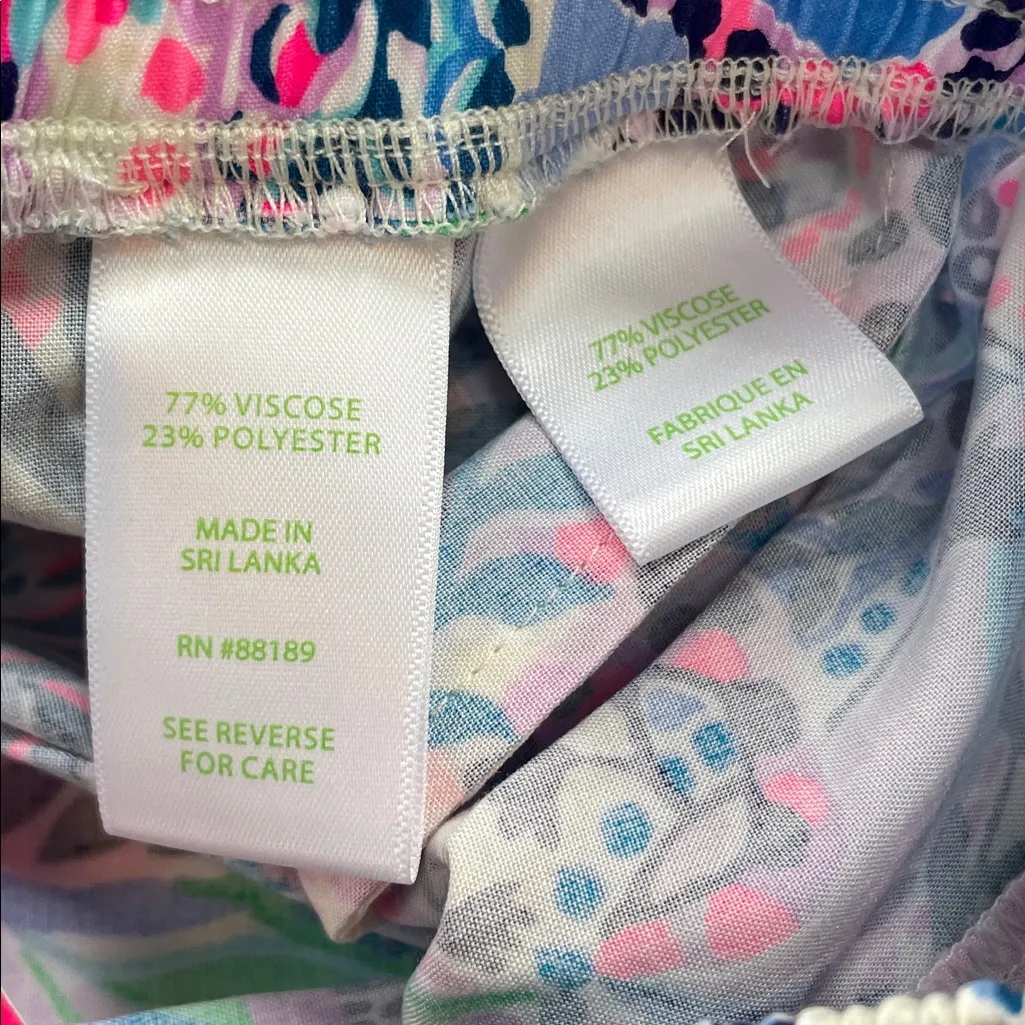 77% VISCOSE
23% POLYESTER
MADE IN
SRI LANKA
RN #88189
SEE REVERSE
FOR CARE
77% VISCOSE
23% POLYESTER
FABRIQUE EN
SRI LANKA